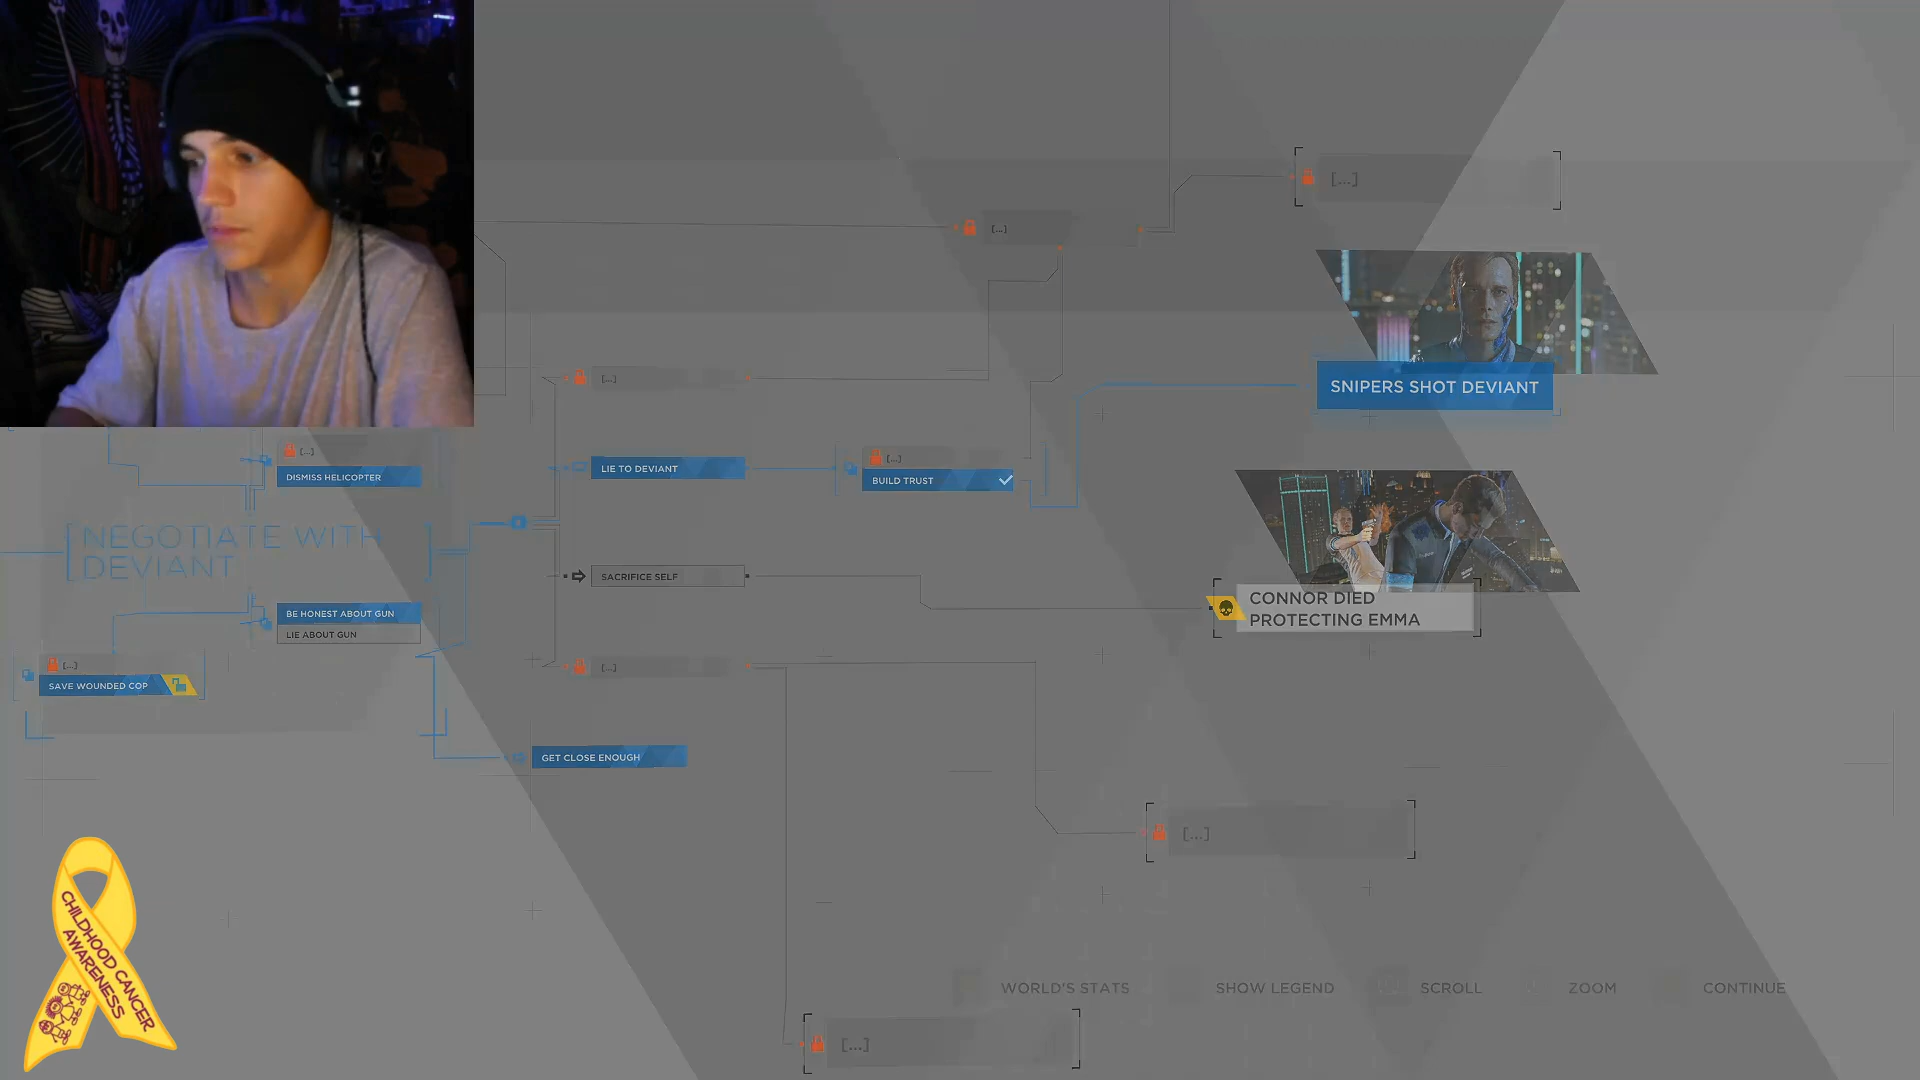 [...]
[...]
SNIPERS SHOT DEVIANT
[...]
[...]
DISMISS HELICOPTER
LIE TO DEVIANT
[...]
BUILD TRUST
NEGOTIATE WITH
DEVIANT
SACRIFICE SELF
CONNOR DIED
PROTECTING EMMA
BE HONEST ABOUT GUN
LIE ABOUT GUN
[...]
SAVE WOUNDED COP
[...]
GET CLOSE ENOUGH
[...]
CHILDHOOD CANCER
AWARENESS
WORLD'S STATS
SHOW LEGEND
SCROLL
ZOOM
CONTINUE
[...]